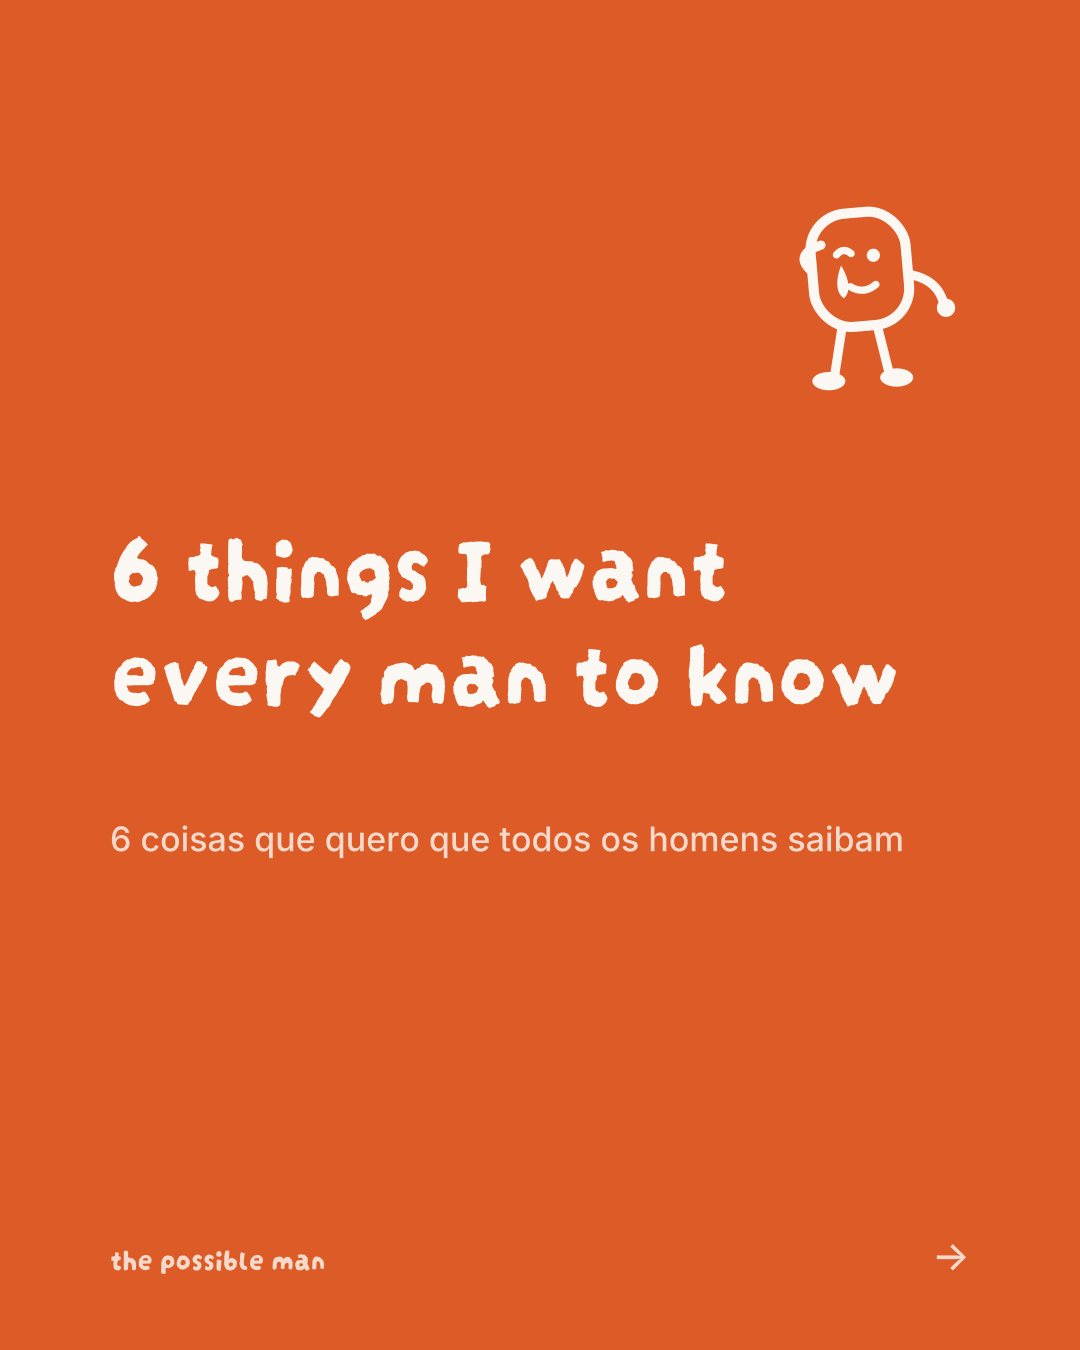 6 things I want
every man to know
6 coisas que quero que todos os homens saibam
the possible man